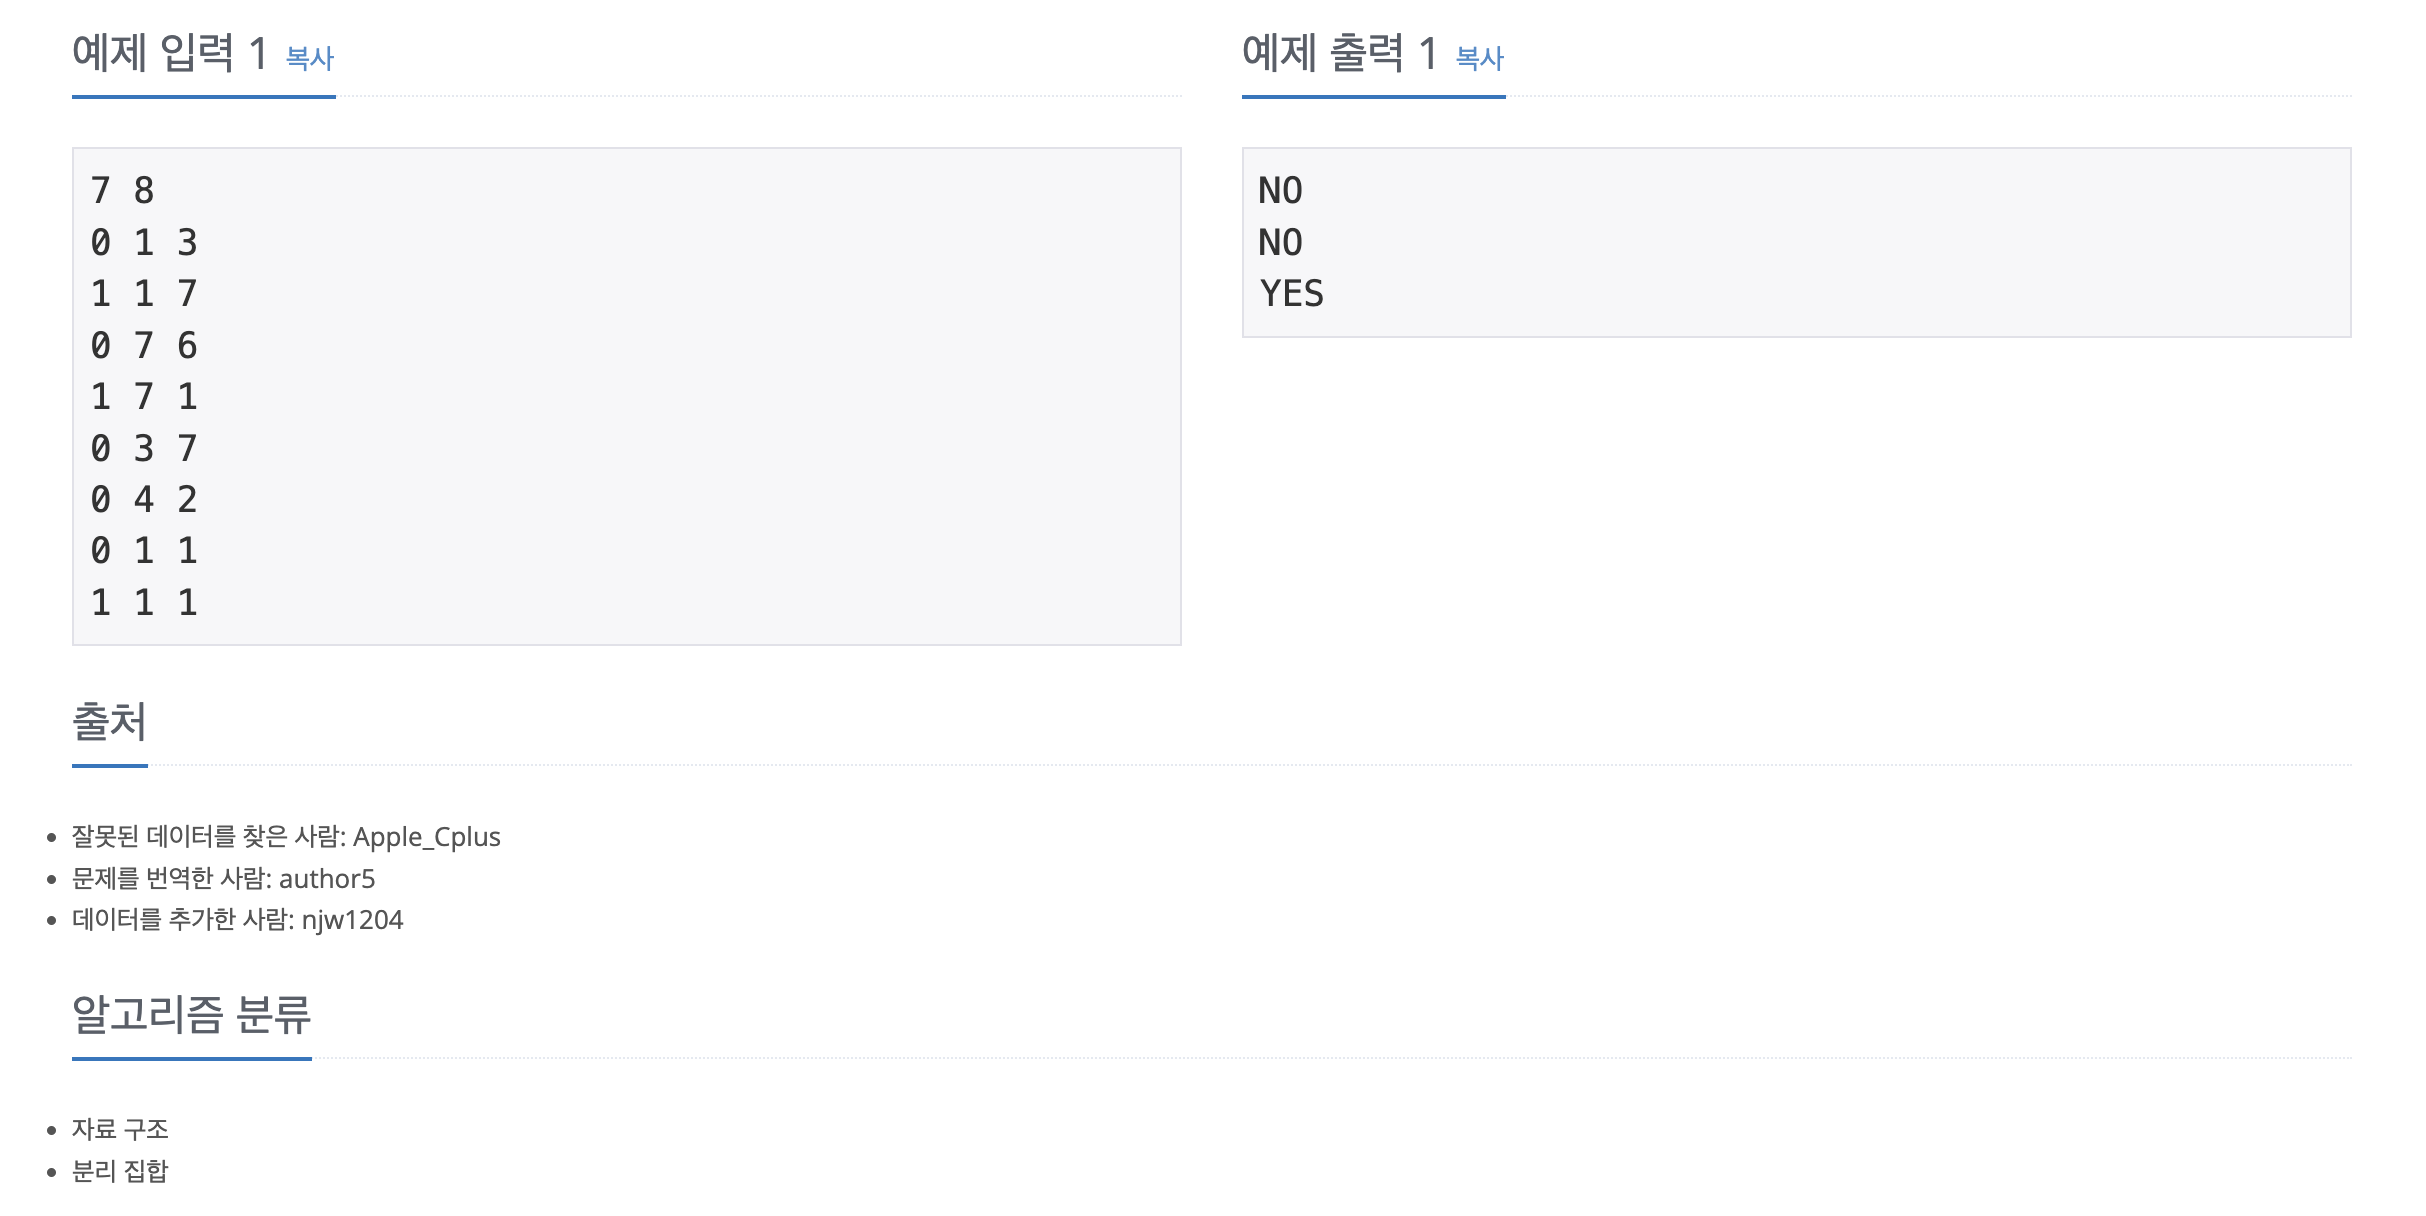 예제 입력 1 복사
7 8
0 1 3
1 1 7
0 7 6
1 7 1
0 3 7
0 4 2
0 1 1
1 1 1
예제 출력 1 복사
NO
NO
YES
출처
잘못된 데이터를 찾은 사람: Apple_Cplus
문제를 번역한 사람: author5
데이터를 추가한 사람: njw1204
알고리즘 분류
자료 구조
분리 집합